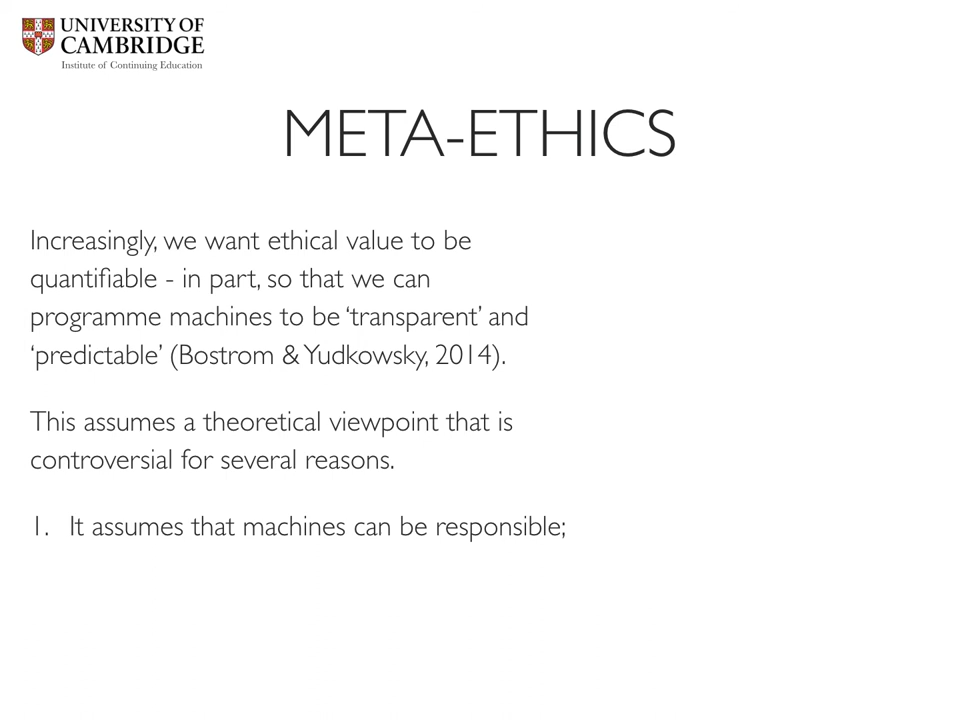 UNIVERSITY OF
CAMBRIDGE
Institute of Continuing Education
META-ETHICS
Increasingly, we want ethical value to be
quantifiable - in part, so that we can
programme machines to be ‘transparent’ and
‘predictable’ (Bostrom & Yudkowsky, 2014).
This assumes a theoretical viewpoint that is
controversial for several reasons.
1. It assumes that machines can be responsible;